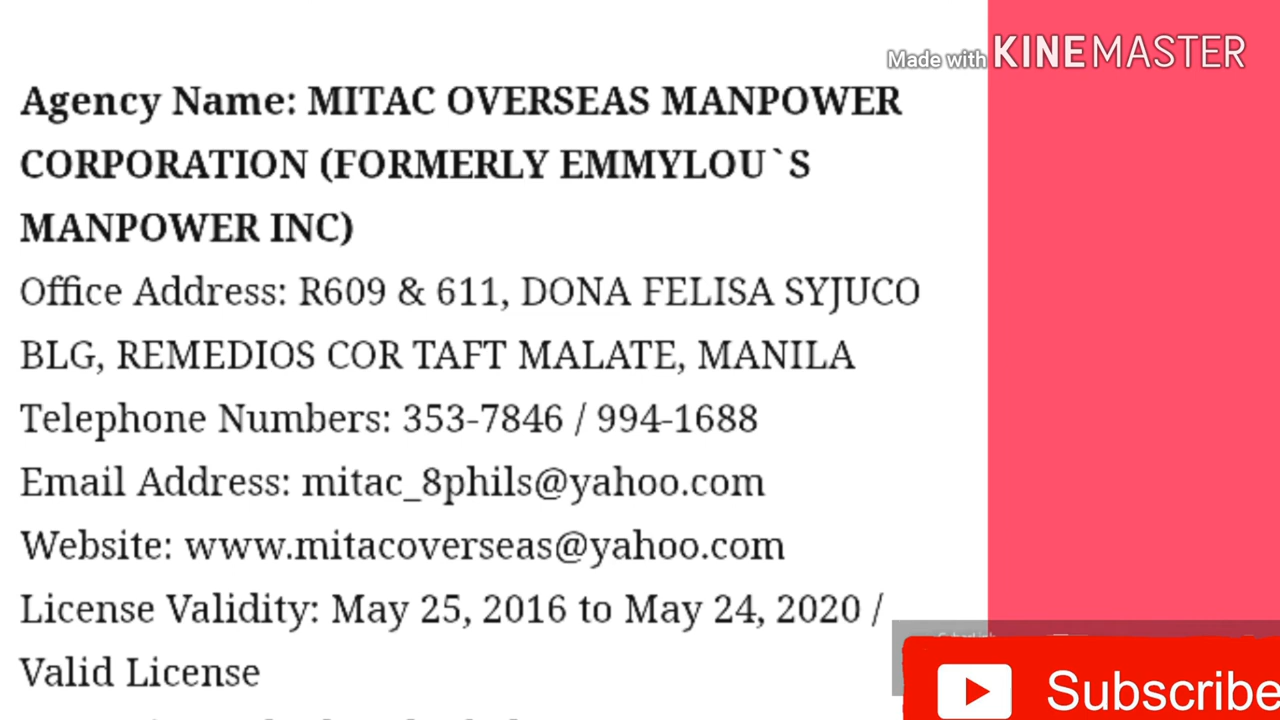 Made with KINEMASTER
Agency Name: MITAC OVERSEAS MANPOWER
CORPORATION (FORMERLY EMMYLOU`S
MANPOWER INC)
Office Address: R609 & 611, DONA FELISA SYJUCO
BLG, REMEDIOS COR TAFT MALATE, MANILA
Telephone Numbers: 353-7846 / 994-1688
Email Address: mitac_8phils@yahoo.com
Website: www.mitacoverseas@yahoo.com
License Validity: May 25, 2016 to May 24, 2020 /
Valid License
Subscribe